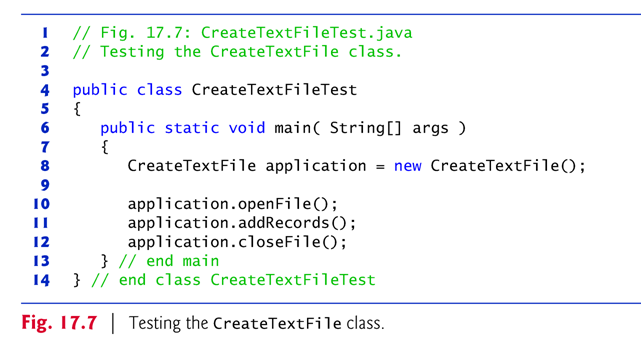 1 // Fig. 17.7: CreateTextFileTest.java
2 // Testing the CreateTextFile class.
3
4 public class CreateTextFileTest
5 {
6 public static void main( String[] args )
7 {
8 CreateTextFile application = new CreateTextFile();
9
10 application.openFile();
11 application.addRecords();
12 application.closeFile();
13 } // end main
14 } // end class CreateTextFileTest
Fig. 17.7 | Testing the CreateTextFile class.